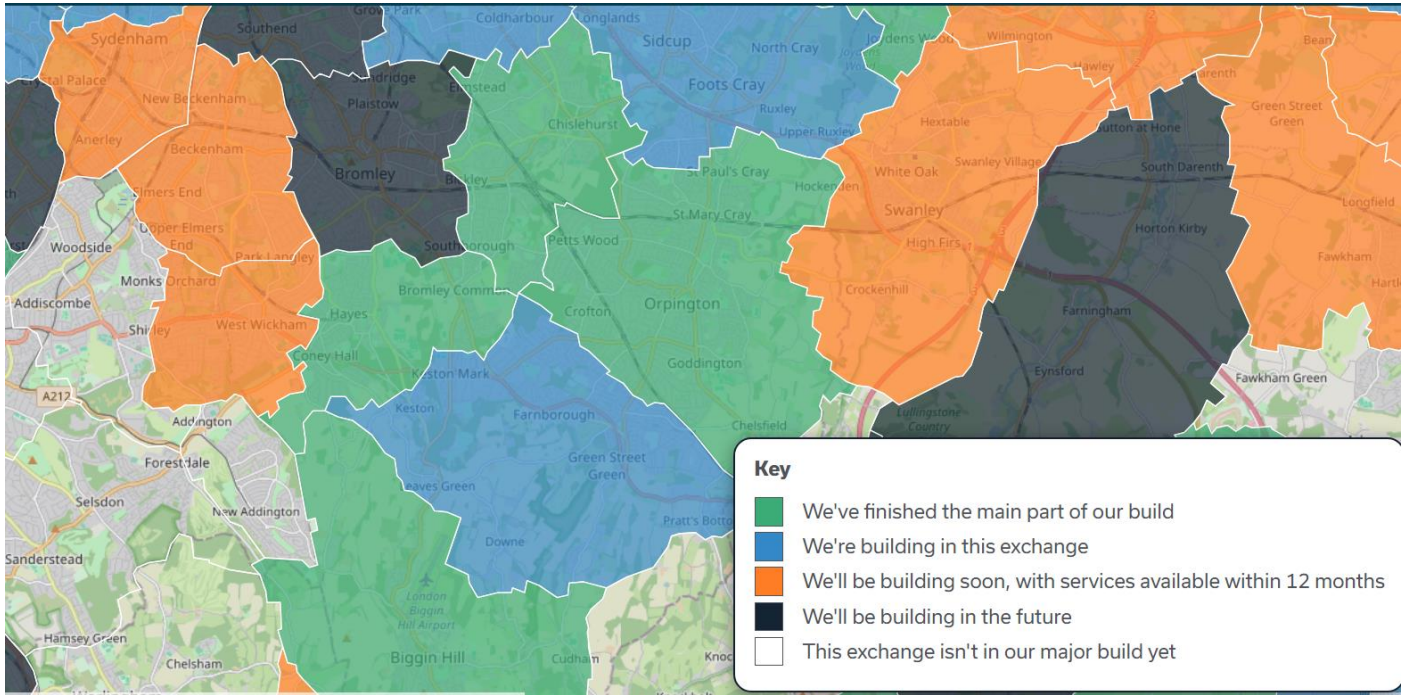 Grove Park
Coldharbour
Longlands
Southend
Sydenham
Sidcup
North Cray
Joydens Wood
Wilmington
Bean
Crystal Palace
Sundridge
Elmstead
Hawley
Darenth
New Beckenham
Plaistow
Foots Cray
Ruxley
Green Street
Green
Anerley
Beckenham
Chislehurst
Upper Ruxley
Hextable
Sutton at Hone
Elmers End
Bromley
Bickley
St Paul's Cray
Hockenden
White Oak
Swanley Village
South Darenth
Longfield
Woodside
Upper Elmers
End
Park Langley
Southborough
Petts Wood
St Mary Cray
Swanley
High Firs
Horton Kirby
Fawkham
Monks Orchard
Bromley Common
Crockenhill
Addiscombe
Shirley
West Wickham
Hayes
Crofton
Orpington
Farningham
Coney Hall
Keston Mark
Goddington
Eynsford
Fawkham Green
A212
Addington
Keston
Farnborough
Chelsfield
Lullingstone
Country
Forestdale
Green Street
Green
Selsdon
New Addington
Leaves Green
Pratt's Botto
Sanderstead
Downe
London
Biggin
Hill Airport
Hamsey Green
Chelsham
Biggin Hill
Cudham
Knoc
Key
We've finished the main part of our build
We're building in this exchange
We'll be building soon, with services available within 12 months
We'll be building in the future
This exchange isn't in our major build yet